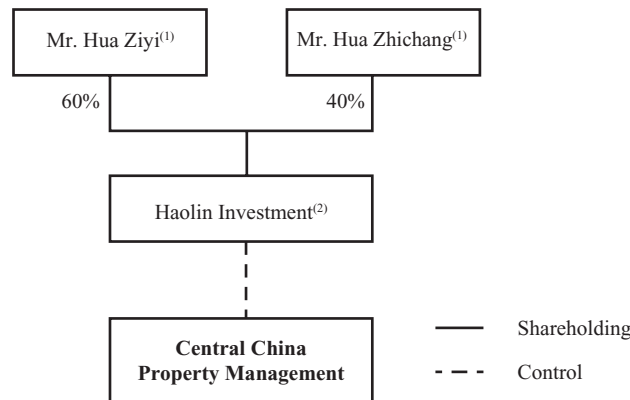 Mr. Hua Ziyi(1)
Mr. Hua Zhichang(1)
60%
40%
Haolin Investment(2)
Central China
Property Management
Shareholding
Control